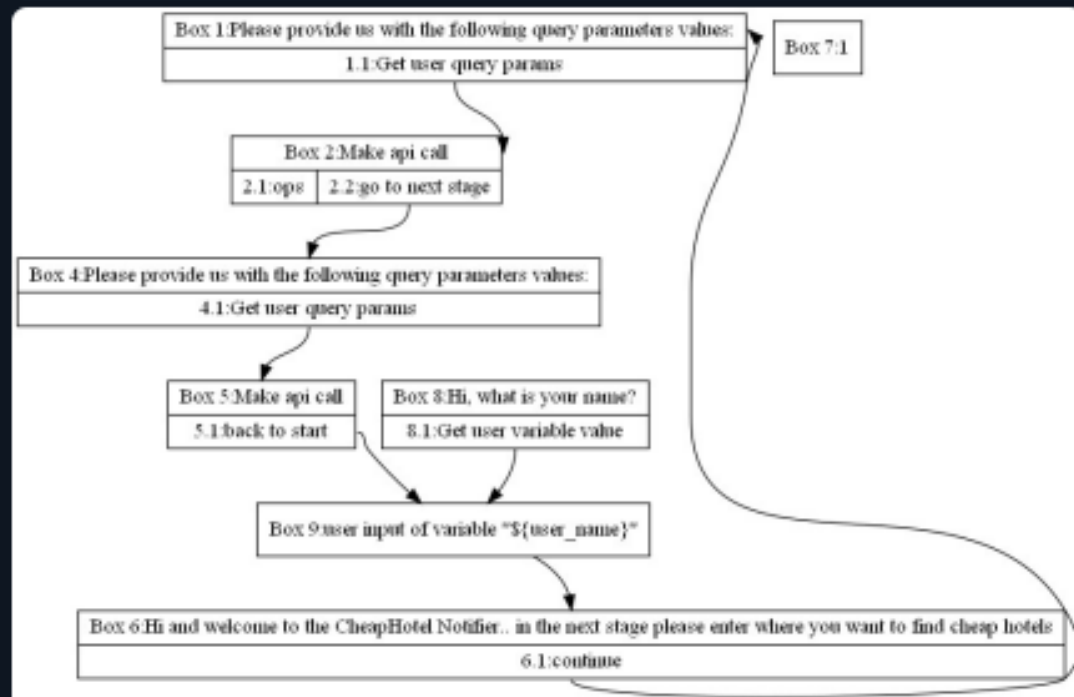 Box 1:Please provide us with the following query parameters values:
1.1:Get user query params
Box 7:1
Box 2:Make api call
2.1:ops
2.2:go to next stage
Box 4:Please provide us with the following query parameters values:
4.1:Get user query params
Box 5:Make api call
5.1:back to start
Box 8:Hi, what is your name?
8.1:Get user variable value
Box 9:user input of variable "${user_name}"
Box 6:Hi and welcome to the CheapHotel Notifier.. in the next stage please enter where you want to find cheap hotels
6.1:continue